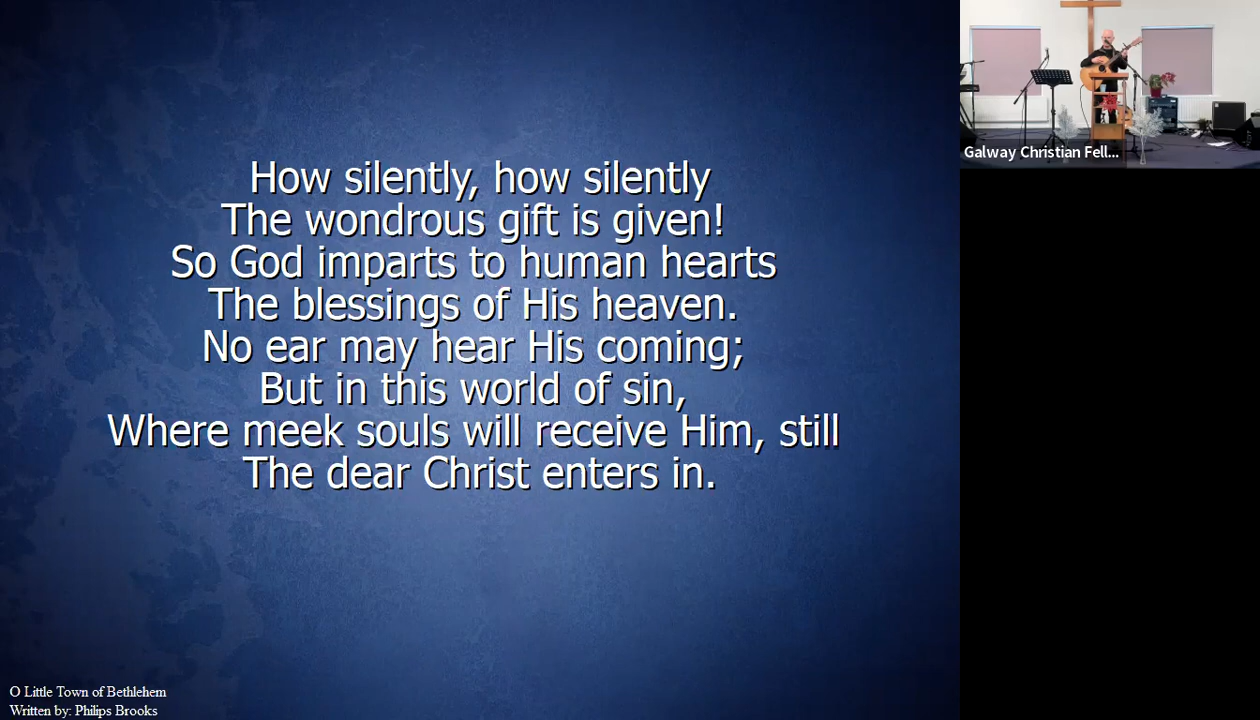 How silently, how silently
The wondrous gift is given!
So God imparts to human hearts
The blessings of His heaven.
No ear may hear His coming;
But in this world of sin,
Where meek souls will receive Him, still
The dear Christ enters in.
O Little Town of Bethlehem
Written by: Philips Brooks
Galway Christian Fell...